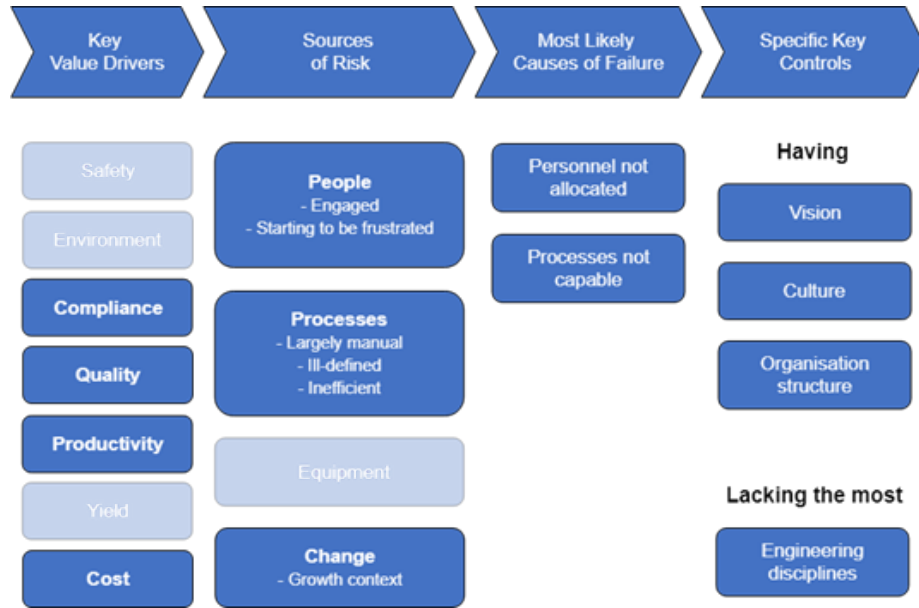 Key
Value Drivers
Sources
of Risk
Most Likely
Causes of Failure
Specific Key
Controls
Safety
Environment
Compliance
Quality
Productivity
Yield
Cost
People
- Engaged
- Starting to be frustrated
Processes
- Largely manual
- Ill-defined
- Inefficient
Equipment
Change
- Growth context
Personnel not
allocated
Processes not
capable
Having
Vision
Culture
Organisation
structure
Lacking the most
Engineering
disciplines